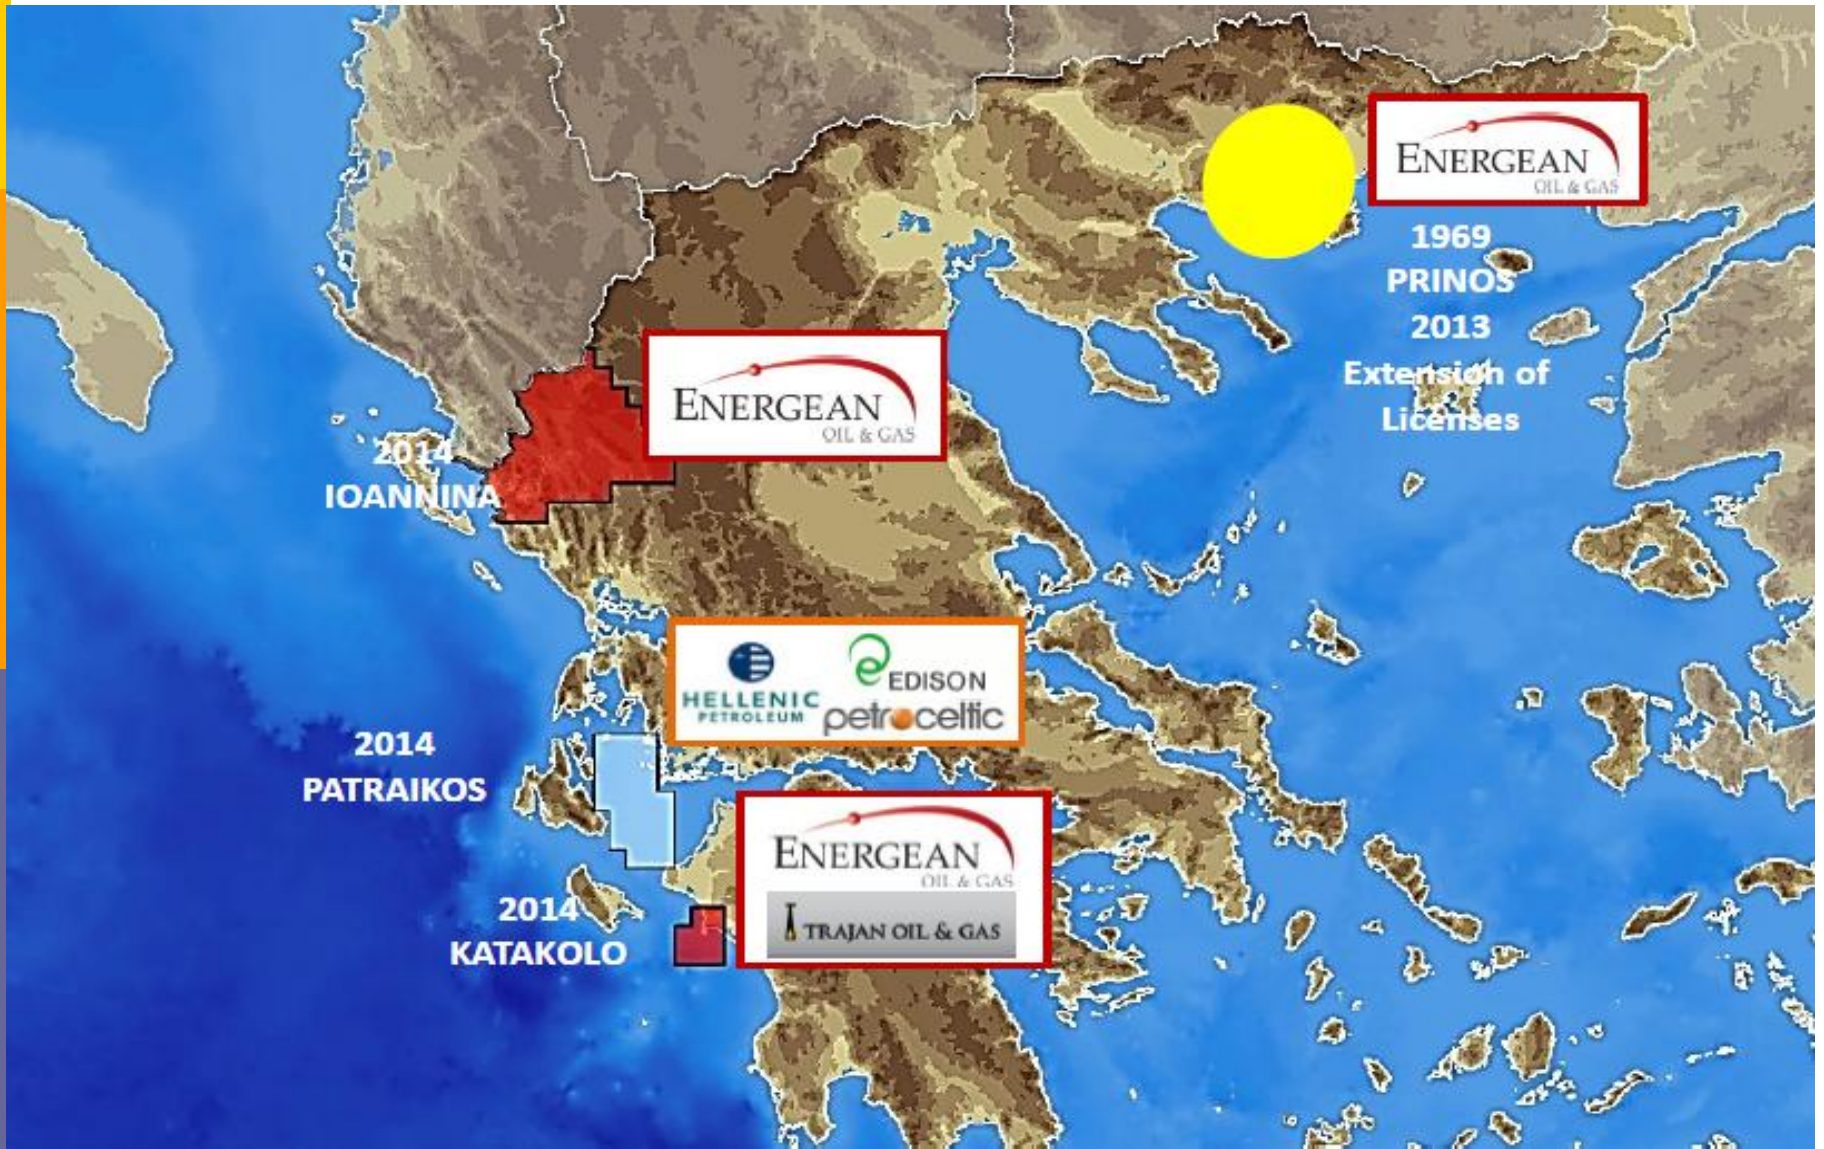 ENERGEAN
OIL & GAS
1969
PRINOS
2013
Extension of
Licenses
ENERGEAN
OIL & GAS
2014
IOANNINA
HELLENIC
PETROLEUM
EDISON
petroceltic
2014
PATRAIKOS
ENERGEAN
OIL & GAS
TRAJAN OIL & GAS
2014
KATAKOLO